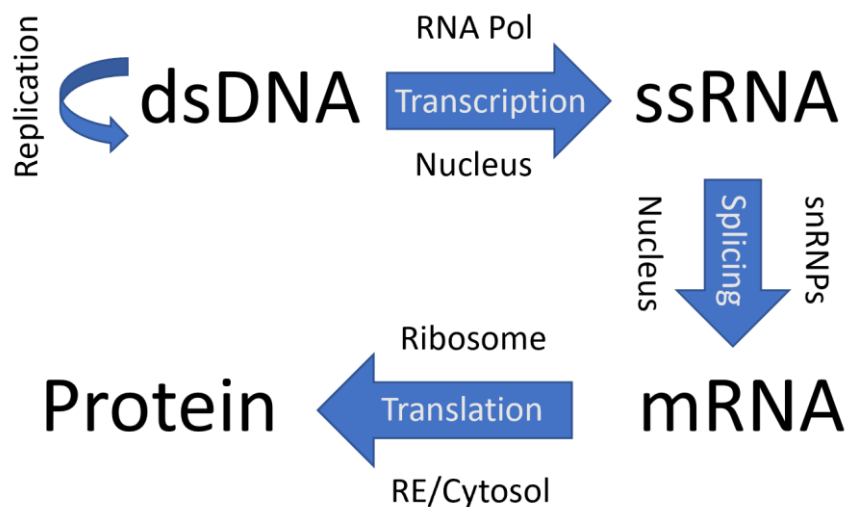 Replication
dsDNA
RNA Pol
Transcription
Nucleus
ssRNA
Nucleus
Splicing
snRNPs
mRNA
Ribosome
Translation
RE/Cytosol
Protein